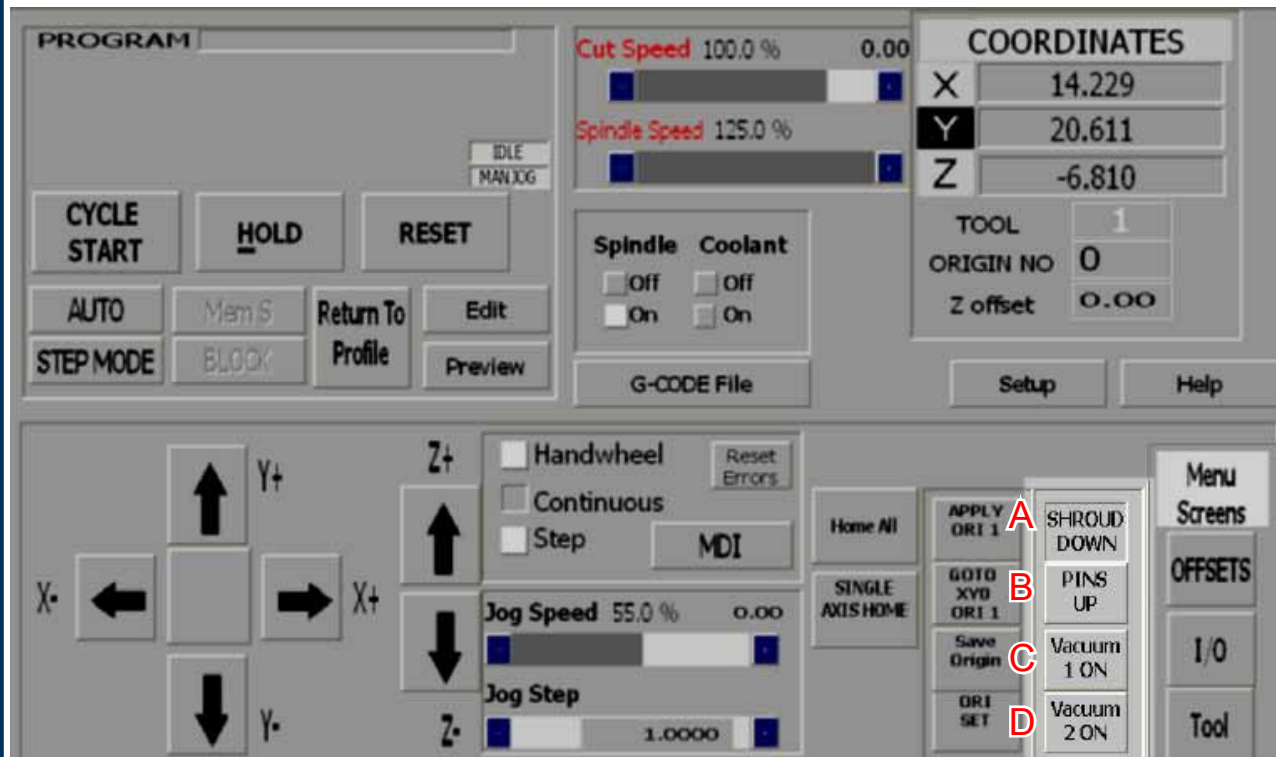 PROGRAM
IDLE
MANJOG
CYCLE
START
HOLD
RESET
AUTO
Mem S
Return To
Profile
Edit
STEP MODE
BLOCK
Preview
Cut Speed 100.0 % 0.00
Spindle Speed 125.0 %
Spindle Coolant
Off Off
On On
G-CODE File
COORDINATES
X 14.229
Y 20.611
Z -6.810
TOOL 1
ORIGIN NO 0
Z offset 0.00
Setup
Help
Y+
X-
X+
Y-
Z+
Z-
Handwheel
Continuous
Step
Reset
Errors
MDI
Jog Speed 55.0 % 0.00
Jog Step
1.0000
Home All
SINGLE
AXIS HOME
APPLY
ORI 1
GOTO
XY0
ORI 1
Save
Origin
ORI
SET
A
SHROUD
DOWN
B
PINS
UP
C
Vacuum
1 ON
D
Vacuum
2 ON
Menu
Screens
OFFSETS
I/O
Tool